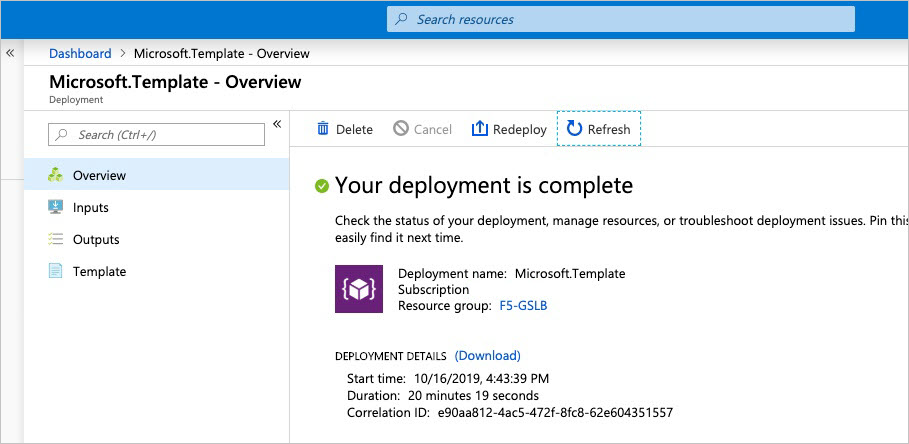 Search resources
Dashboard > Microsoft.Template - Overview
Microsoft.Template - Overview
Deployment
Search (Ctrl+/)
Overview
Inputs
Outputs
Template
Delete
Cancel
Redeploy
Refresh
Your deployment is complete
Check the status of your deployment, manage resources, or troubleshoot deployment issues. Pin this
easily find it next time.
Deployment name: Microsoft.Template
Subscription
Resource group: F5-GSLB
DEPLOYMENT DETAILS (Download)
Start time: 10/16/2019, 4:43:39 PM
Duration: 20 minutes 19 seconds
Correlation ID: e90aa812-4ac5-472f-8fc8-62e604351557